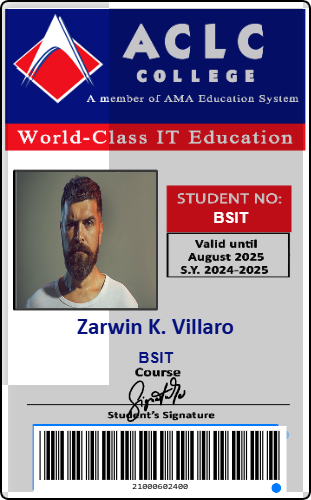 ACLC
COLLEGE
A member of AMA Education System
World-Class IT Education
STUDENT NO:
BSIT
Valid until
August 2025
S.Y. 2024-2025
Zarwin K. Villaro
BSIT
Course
Student's Signature
21000602400